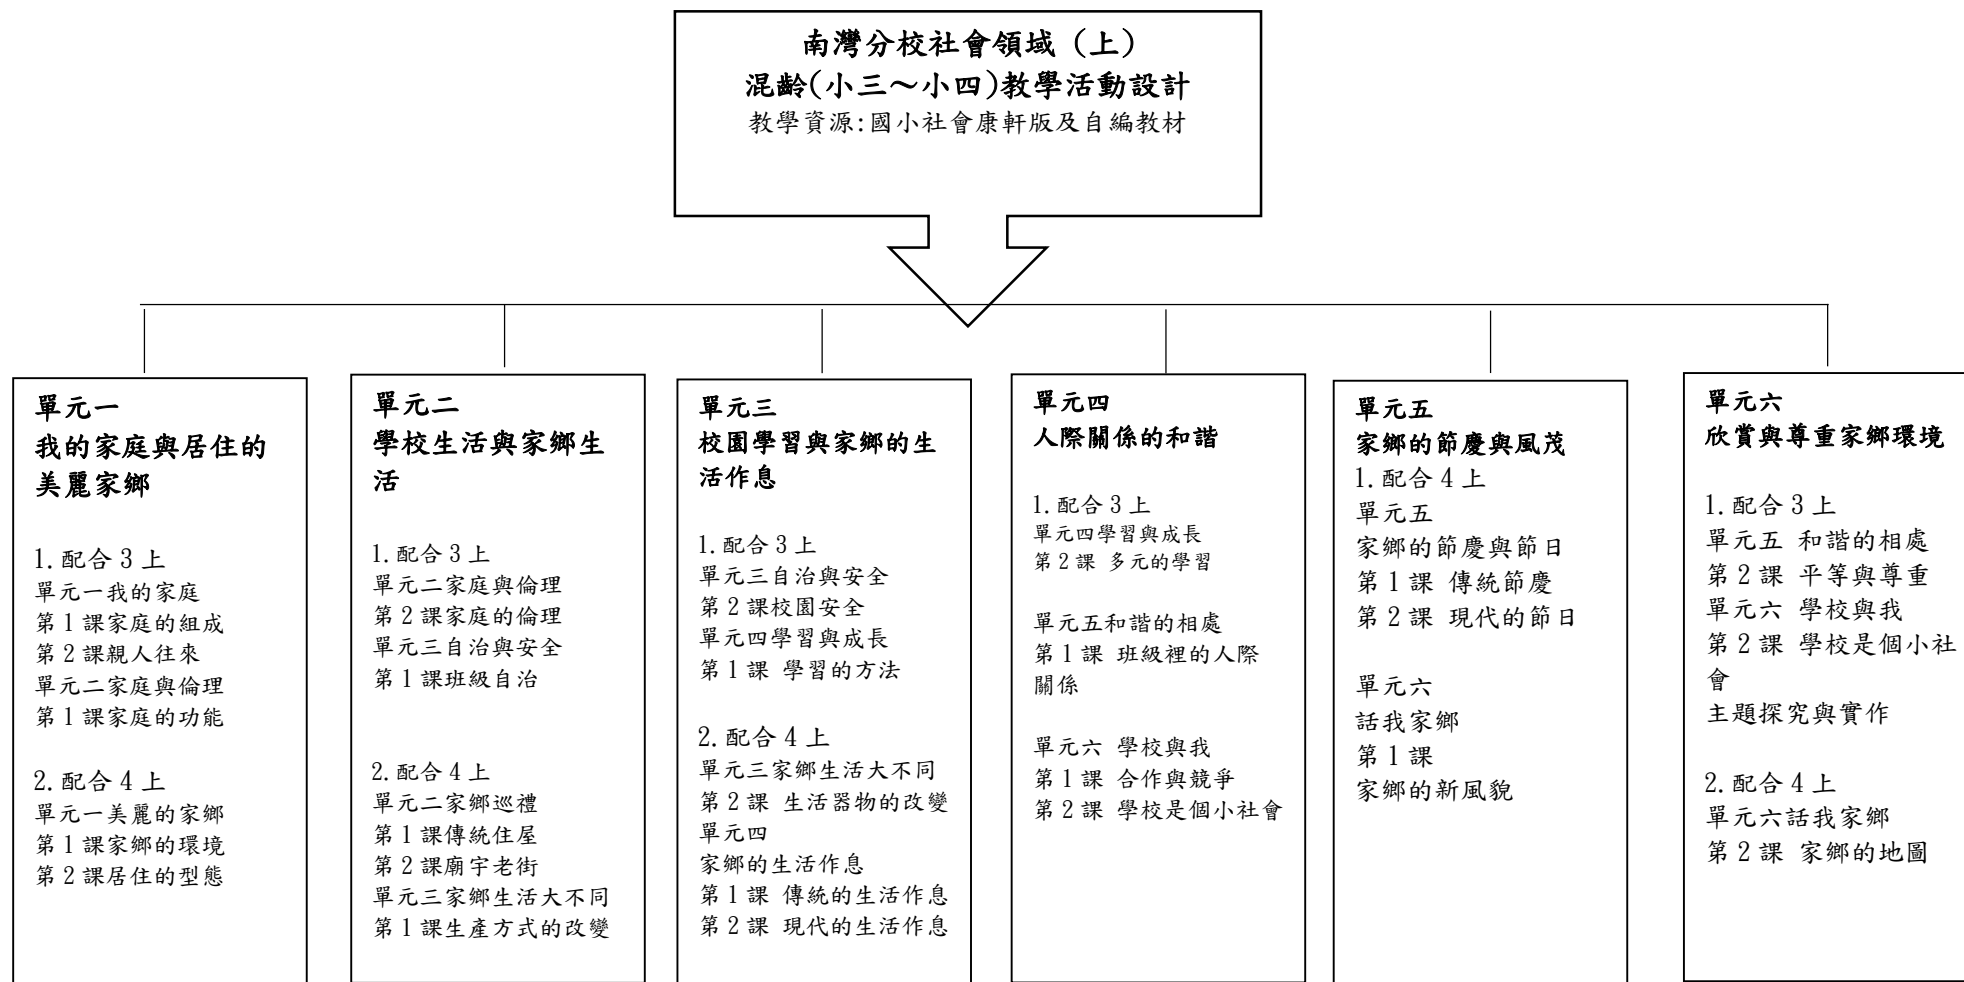 南灣分校社會領域（上）
混齡(小三～小四)教學活動設計
教學資源:國小社會康軒版及自編教材
單元一
我的家庭與居住的
美麗家鄉
1.配合 3 上
單元一我的家庭
第 1 課家庭的組成
第 2 課親人往來
單元二家庭與倫理
第 1 課家庭的功能
2.配合 4 上
單元一美麗的家鄉
第 1 課家鄉的環境
第 2 課居住的型態
單元二
學校生活與家鄉生
活
1.配合 3 上
單元二家庭與倫理
第 2 課家庭的倫理
單元三自治與安全
第 1 課班級自治
2.配合 4 上
單元二家鄉巡禮
第 1 課傳統住屋
第 2 課廟宇老街
單元三家鄉生活大不同
第 1 課生產方式的改變
單元三
校園學習與家鄉的生
活作息
1.配合 3 上
單元三自治與安全
第 2 課校園安全
單元四學習與成長
第 1 課 學習的方法
2.配合 4 上
單元三家鄉生活大不同
第 2 課 生活器物的改變
單元四
家鄉的生活作息
第 1 課 傳統的生活作息
第 2 課 現代的生活作息
單元四
人際關係的和諧
1.配合 3 上
單元四學習與成長
第 2 課 多元的學習
單元五和諧的相處
第 1 課 班級裡的人際
關係
單元六 學校與我
第 1 課 合作與競爭
第 2 課 學校是個小社會
單元五
家鄉的節慶與風茂
1.配合 4 上
單元五
家鄉的節慶與節日
第 1 課 傳統節慶
第 2 課 現代的節日
單元六
話我家鄉
第 1 課
家鄉的新風貌
單元六
欣賞與尊重家鄉環境
1.配合 3 上
單元五 和諧的相處
第 2 課 平等與尊重
單元六 學校與我
第 2 課 學校是個小社
會
主題探究與實作
2.配合 4 上
單元六話我家鄉
第 2 課 家鄉的地圖